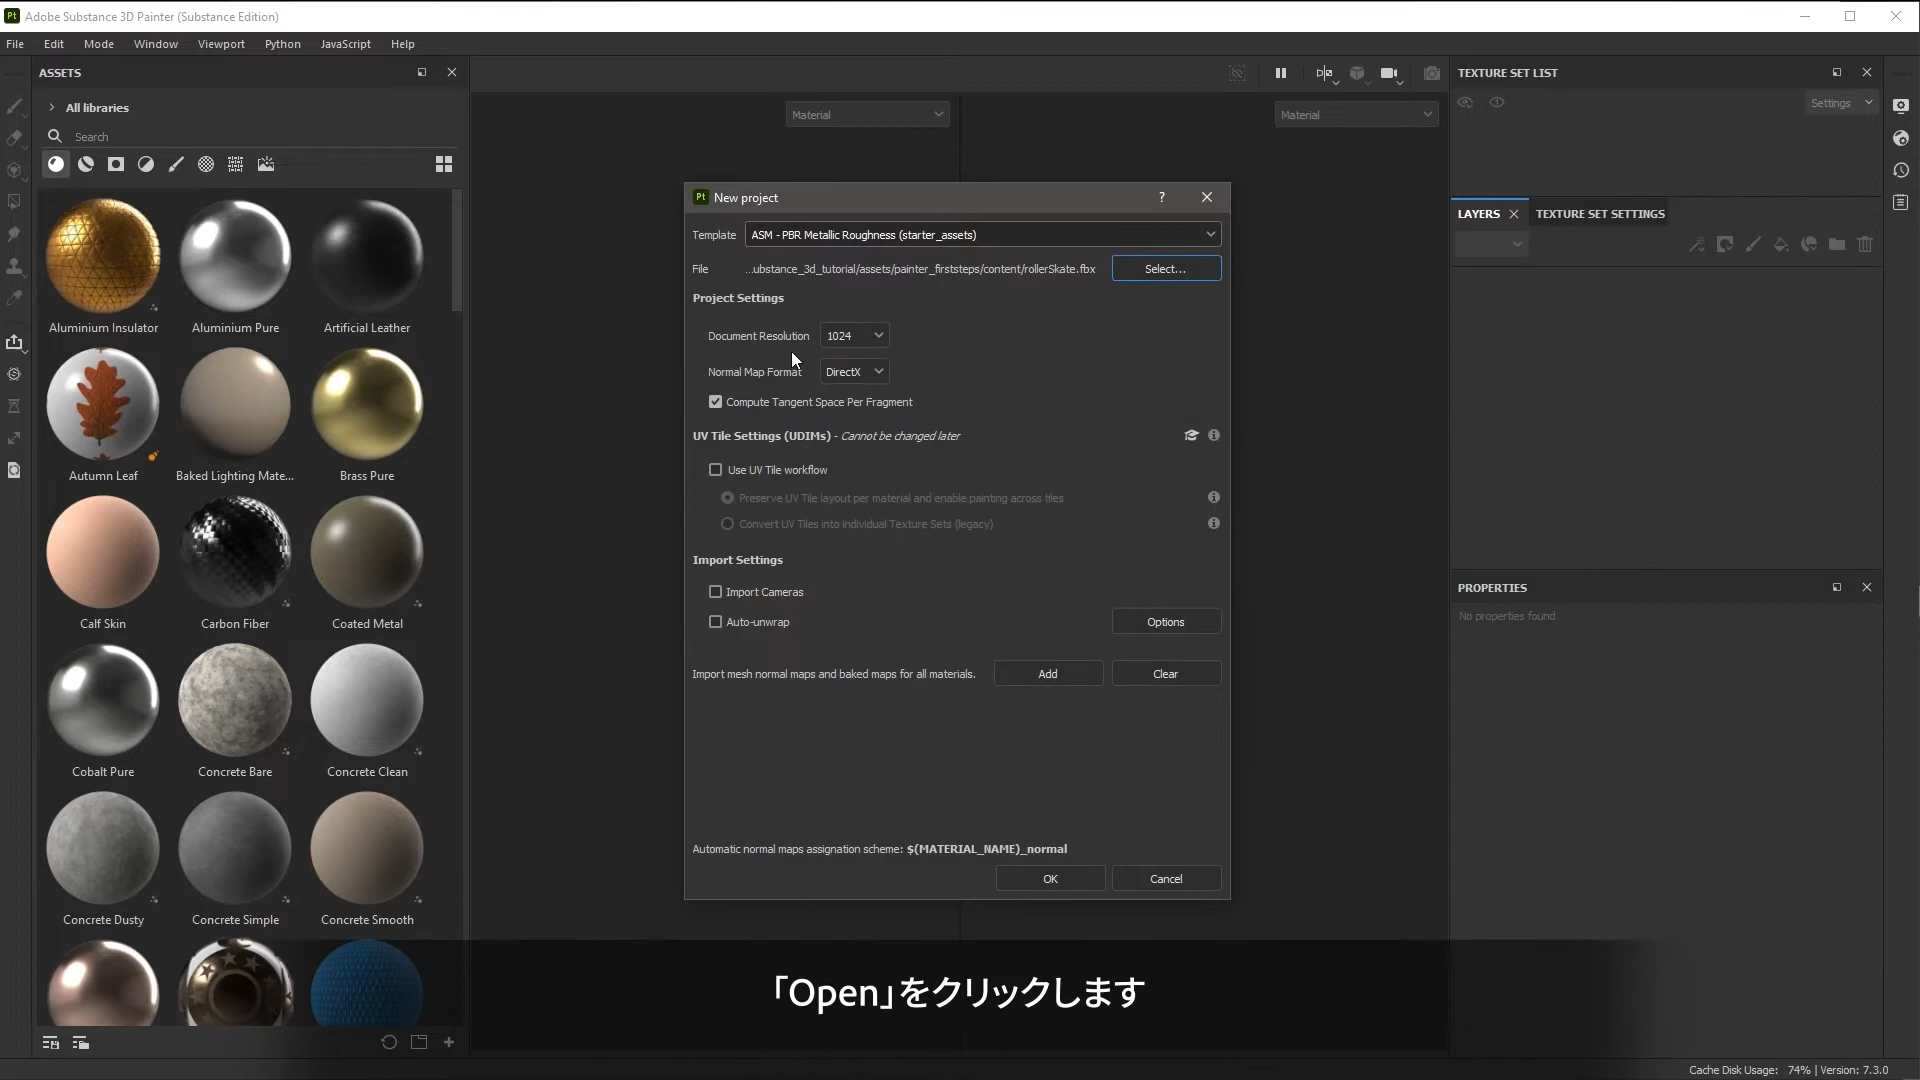 Pt Adobe Substance 3D Painter (Substance Edition)
File Edit Mode Window Viewport Python JavaScript Help
ASSETS
All libraries
Search
Aluminium Insulator Aluminium Pure Artificial Leather
Autumn Leaf Baked Lighting Mate... Brass Pure
Calf Skin Carbon Fiber Coated Metal
Cobalt Pure Concrete Bare Concrete Clean
Concrete Dusty Concrete Simple Concrete Smooth
Material Material
Pt New project ?
Template ASM - PBR Metallic Roughness (starter_assets)
File ...ubstance_3d_tutorial/assets/painter_firststeps/content/rollerSkate.fbx Select...
Project Settings
Document Resolution 1024
Normal Map Format DirectX
Compute Tangent Space Per Fragment
UV Tile Settings (UDIMs) - Cannot be changed later
Use UV Tile workflow
Preserve UV Tile layout per material and enable painting across tiles
Convert UV Tiles into individual Texture Sets (legacy)
Import Settings
Import Cameras
Auto-unwrap Options
Import mesh normal maps and baked maps for all materials. Add Clear
Automatic normal maps assignation scheme: $(MATERIAL_NAME)_normal
OK Cancel
TEXTURE SET LIST
Settings
LAYERS TEXTURE SET SETTINGS
PROPERTIES
No properties found
「Open」をクリックします
Cache Disk Usage: 74% | Version: 7.3.0